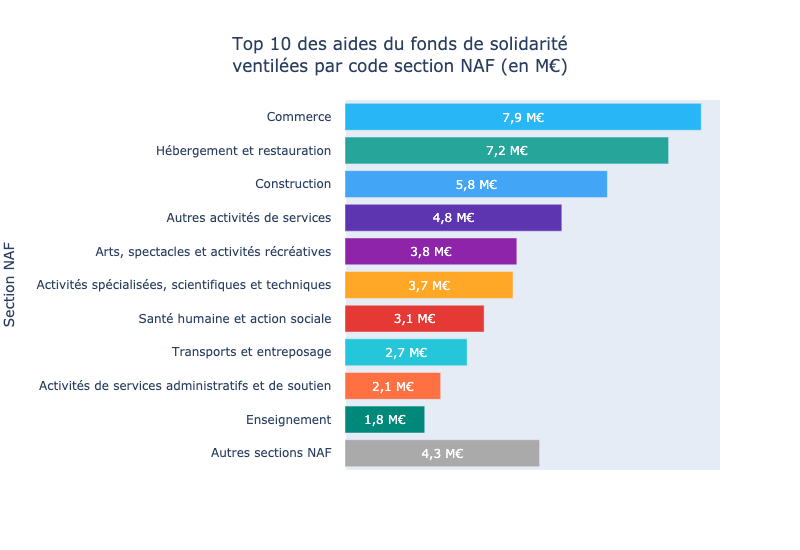 Top 10 des aides du fonds de solidarité
ventilées par code section NAF (en M€)
Section NAF
Commerce 7,9 M€
Hébergement et restauration 7,2 M€
Construction 5,8 M€
Autres activités de services 4,8 M€
Arts, spectacles et activités récréatives 3,8 M€
Activités spécialisées, scientifiques et techniques 3,7 M€
Santé humaine et action sociale 3,1 M€
Transports et entreposage 2,7 M€
Activités de services administratifs et de soutien 2,1 M€
Enseignement 1,8 M€
Autres sections NAF 4,3 M€